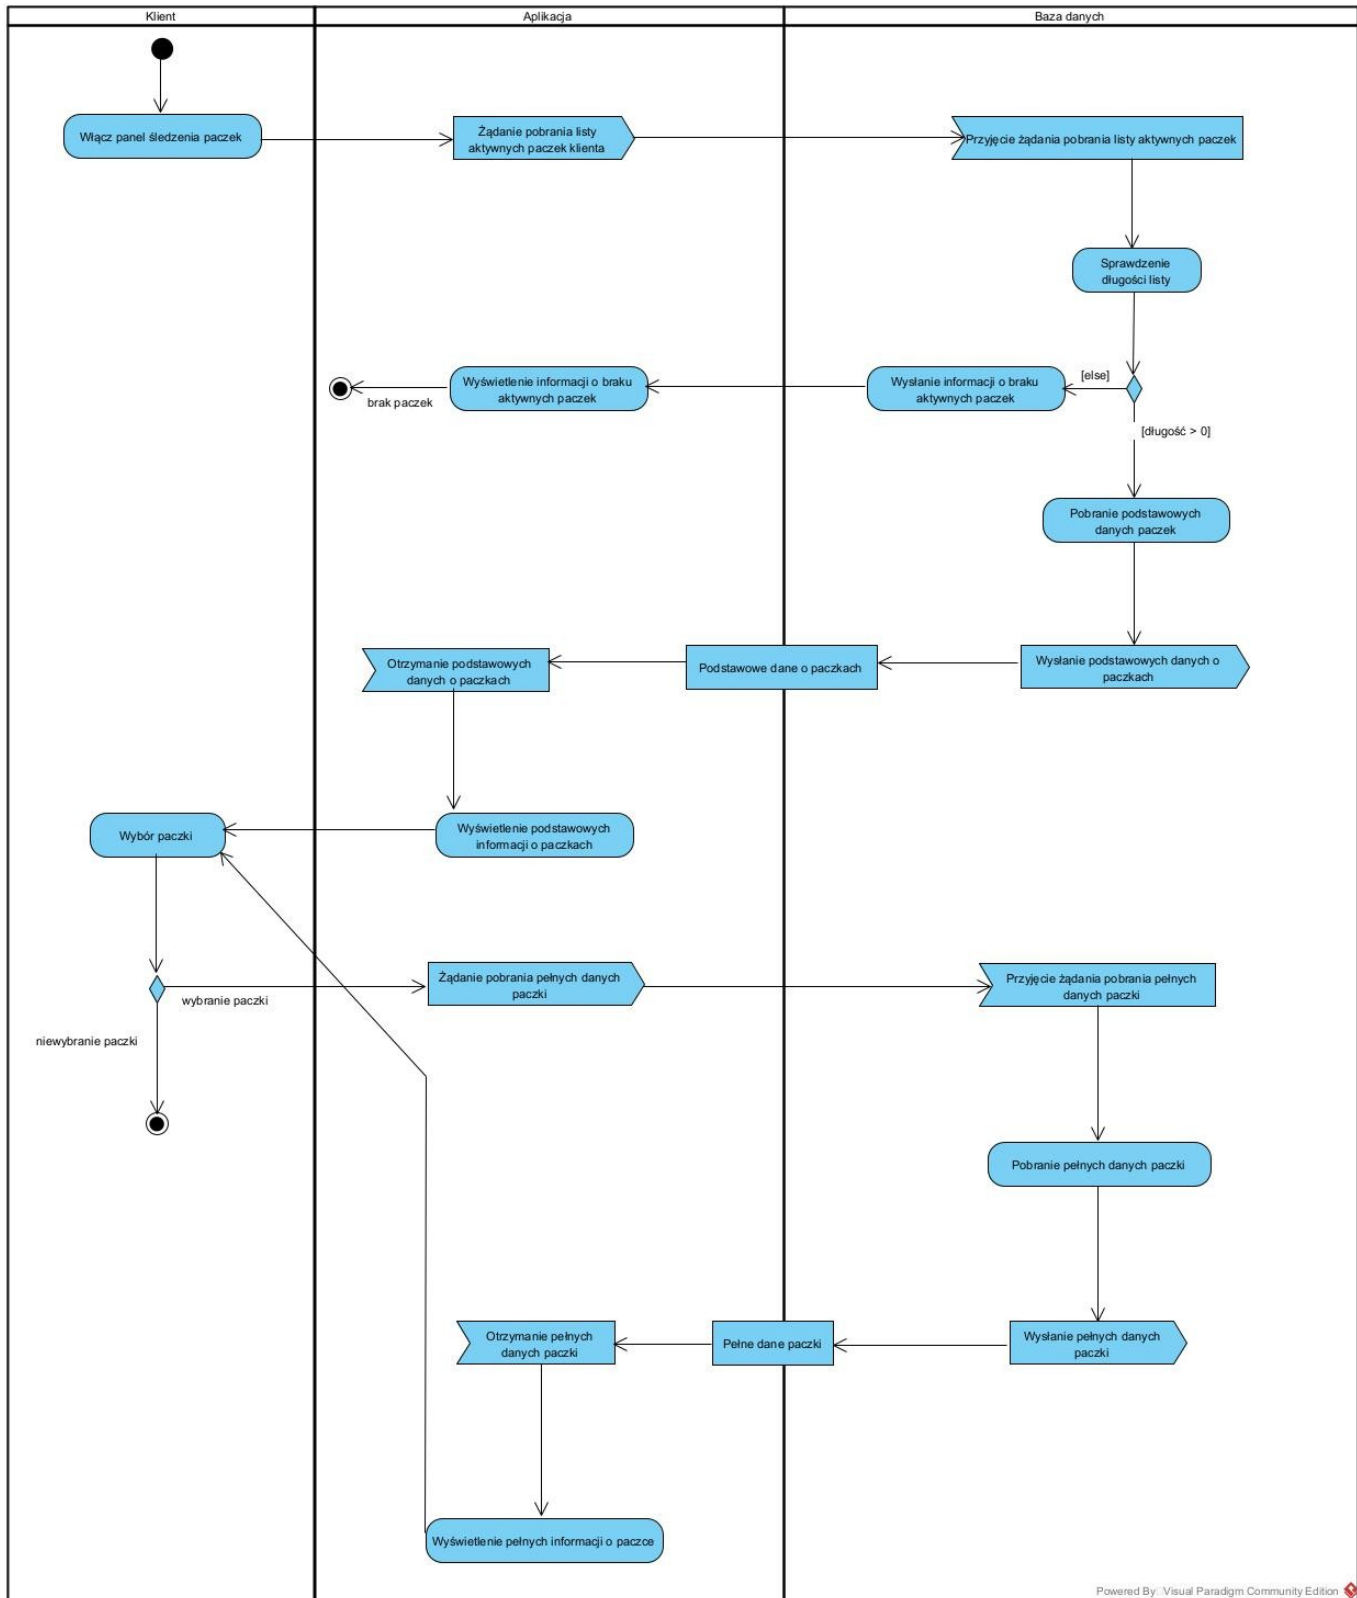 Klient
Aplikacja
Baza danych
Włącz panel śledzenia paczek
Żądanie pobrania listy
aktywnych paczek klienta
Przyjęcie żądania pobrania listy aktywnych paczek
Sprawdzenie
długości listy
[else]
[długość > 0]
Wysłanie informacji o braku
aktywnych paczek
Wyświetlenie informacji o braku
aktywnych paczek
brak paczek
Pobranie podstawowych
danych paczek
Wysłanie podstawowych danych o
paczkach
Podstawowe dane o paczkach
Otrzymanie podstawowych
danych o paczkach
Wyświetlenie podstawowych
informacji o paczkach
Wybór paczki
wybranie paczki
niewybranie paczki
Żądanie pobrania pełnych danych
paczki
Przyjęcie żądania pobrania pełnych
danych paczki
Pobranie pełnych danych paczki
Wysłanie pełnych danych
paczki
Pełne dane paczki
Otrzymanie pełnych
danych paczki
Wyświetlenie pełnych informacji o paczce
Powered By Visual Paradigm Community Edition